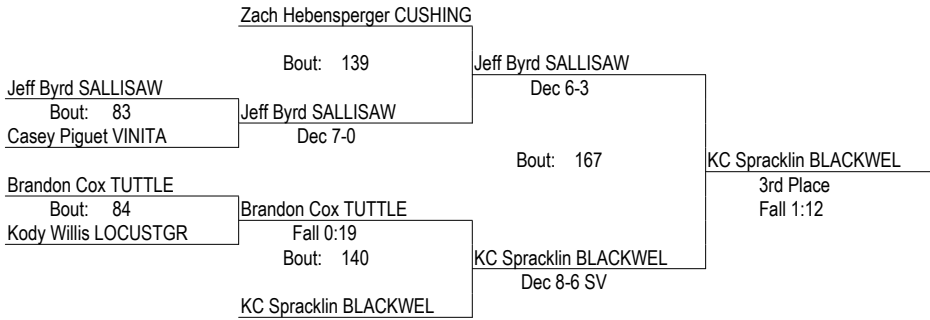 Zach Hebensperger CUSHING
Bout: 139
Jeff Byrd SALLISAW
Dec 6-3
Jeff Byrd SALLISAW
Bout: 83
Casey Piguet VINITA
Jeff Byrd SALLISAW
Dec 7-0
Bout: 167
KC Spracklin BLACKWEL
3rd Place
Fall 1:12
Brandon Cox TUTTLE
Bout: 84
Kody Willis LOCUSTGR
Brandon Cox TUTTLE
Fall 0:19
Bout: 140
KC Spracklin BLACKWEL
Dec 8-6 SV
KC Spracklin BLACKWEL